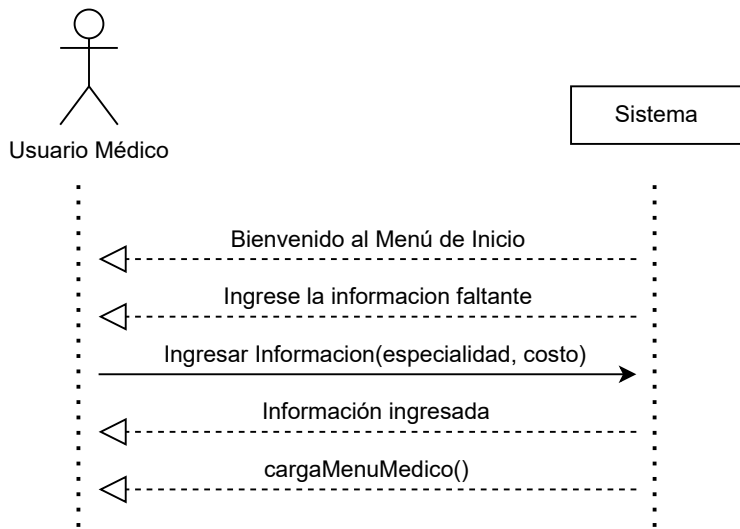 Usuario Médico
Sistema
Bienvenido al Menú de Inicio
Ingrese la informacion faltante
Ingresar Informacion(especialidad, costo)
Información ingresada
cargaMenuMedico()